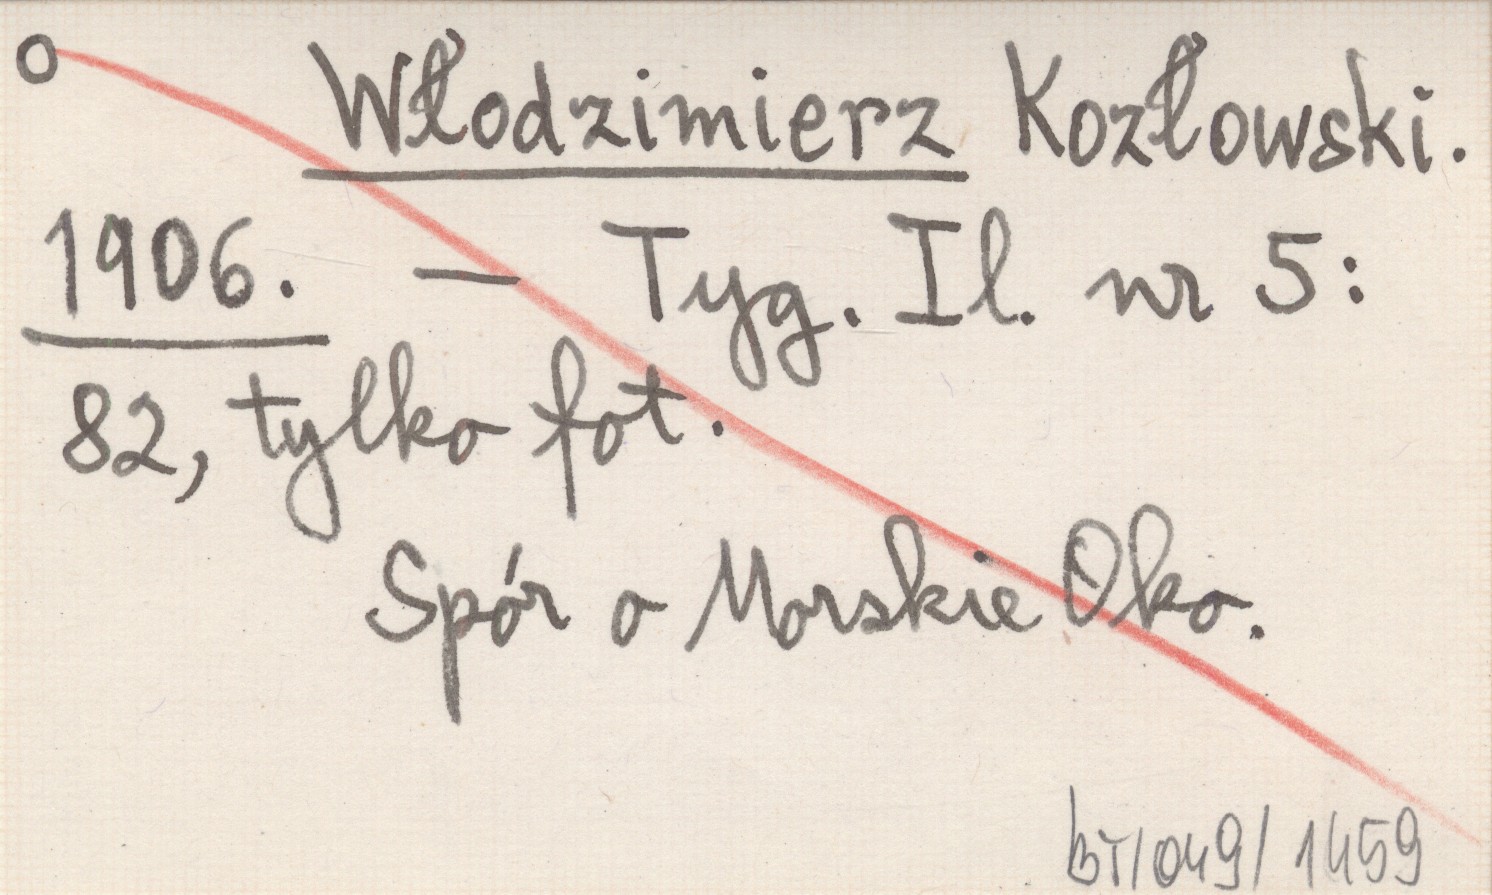 o Włodzimierz Kozłowski.
1906. — Tyg. Il. nr 5:
82, tylko fot.
Spór o Morskie Oko.
BT/049/1459